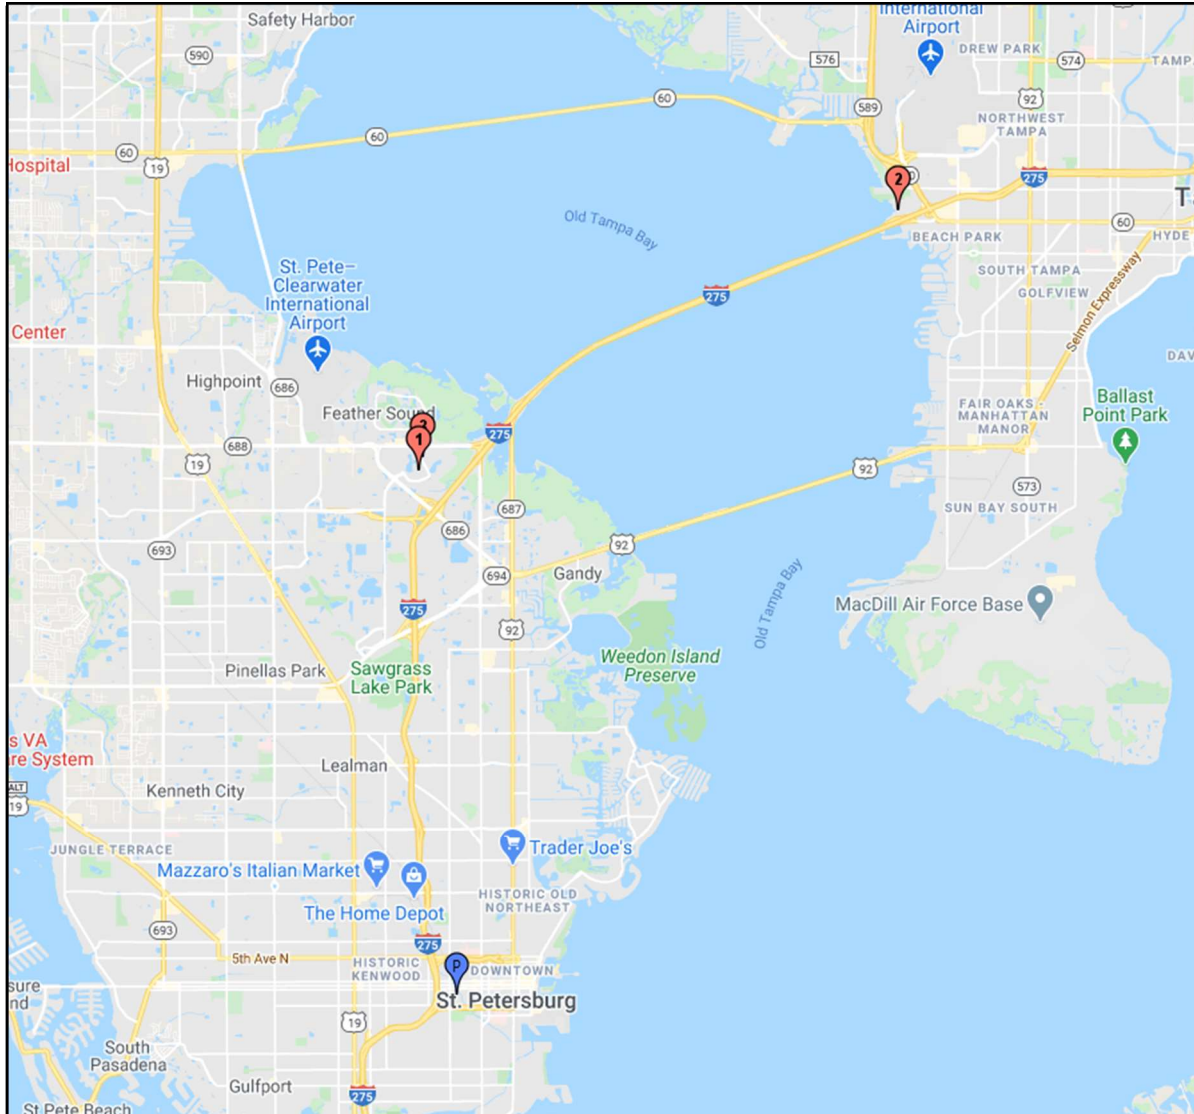 Safety Harbor
590
International
Airport
DREW PARK
576
574
TAMP
60
589
92
NORTHWEST
TAMPA
60
60
19
Hospital
275
2
Old Tampa Bay
60
BEACH PARK
HYDE
SOUTH TAMPA
GOLFVIEW
Selmon Expressway
St. Pete–
Clearwater
International
Airport
275
Center
DAV
Highpoint
686
Feather Sound
3
1
688
275
19
FAIR OAKS -
MANHATTAN
MANOR
Ballast
Point Park
92
573
SUN BAY SOUTH
687
686
693
92
694
Gandy
Old Tampa Bay
MacDill Air Force Base
275
92
Weedon Island
Preserve
Pinellas Park
Sawgrass
Lake Park
s VA
re System
Lealman
Kenneth City
ALT
19
JUNGLE TERRACE
Trader Joe's
Mazzaro's Italian Market
The Home Depot
HISTORIC OLD
NORTHEAST
693
275
5th Ave N
HISTORIC
KENWOOD
P
DOWNTOWN
St. Petersburg
sure
nd
19
South
Pasadena
Gulfport
275
St Pete Beach